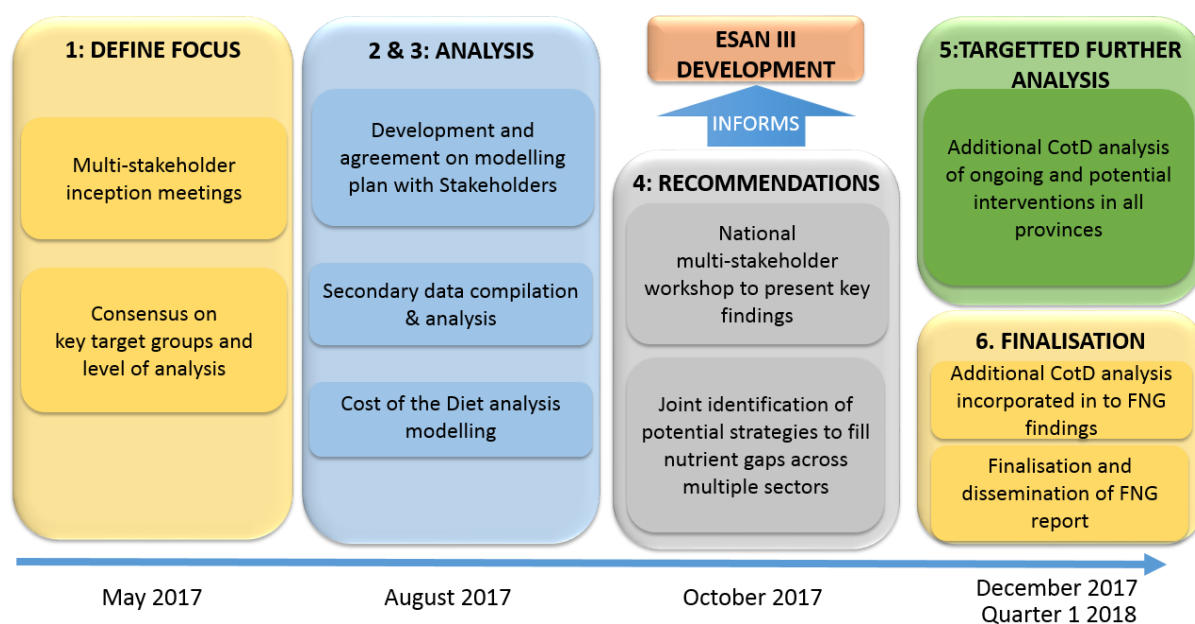 1: DEFINE FOCUS
Multi-stakeholder
inception meetings
Consensus on
key target groups and
level of analysis
2 & 3: ANALYSIS
Development and
agreement on modelling
plan with Stakeholders
Secondary data compilation
& analysis
Cost of the Diet analysis
modelling
ESAN III
DEVELOPMENT
INFORMS
4: RECOMMENDATIONS
National
multi-stakeholder
workshop to present key
findings
Joint identification of
potential strategies to fill
nutrient gaps across
multiple sectors
5:TARGETTED FURTHER
ANALYSIS
Additional CotD analysis
of ongoing and potential
interventions in all
provinces
6. FINALISATION
Additional CotD analysis
incorporated in to FNG
findings
Finalisation and
dissemination of FNG
report
May 2017
August 2017
October 2017
December 2017
Quarter 1 2018